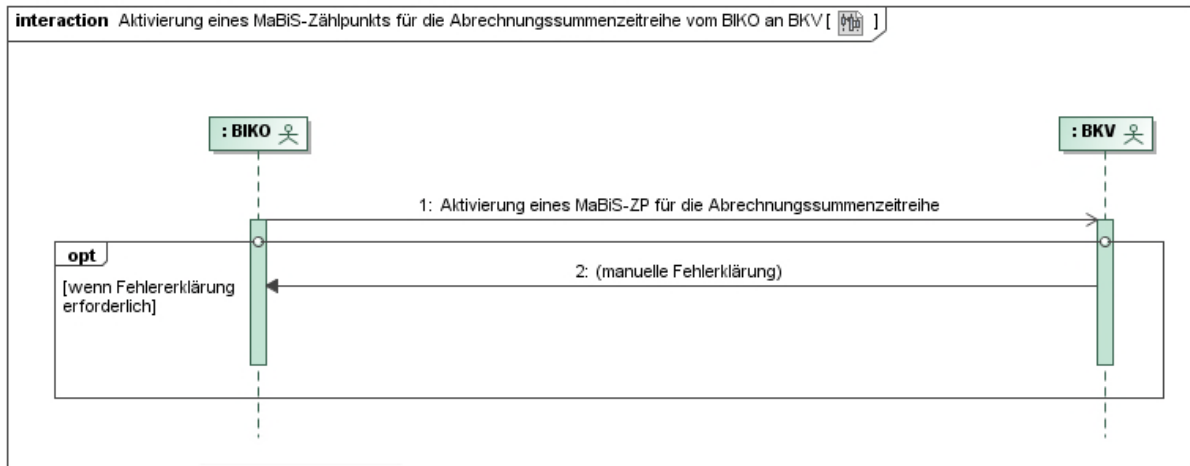 interaction Aktivierung eines MaBiS-Zählpunkts für die Abrechnungssummenzeitreihe vom BIKO an BKV [ ]
: BIKO
: BKV
1: Aktivierung eines MaBiS-ZP für die Abrechnungssummenzeitreihe
opt
2: (manuelle Fehlerklärung)
[wenn Fehlererklärung
erforderlich]